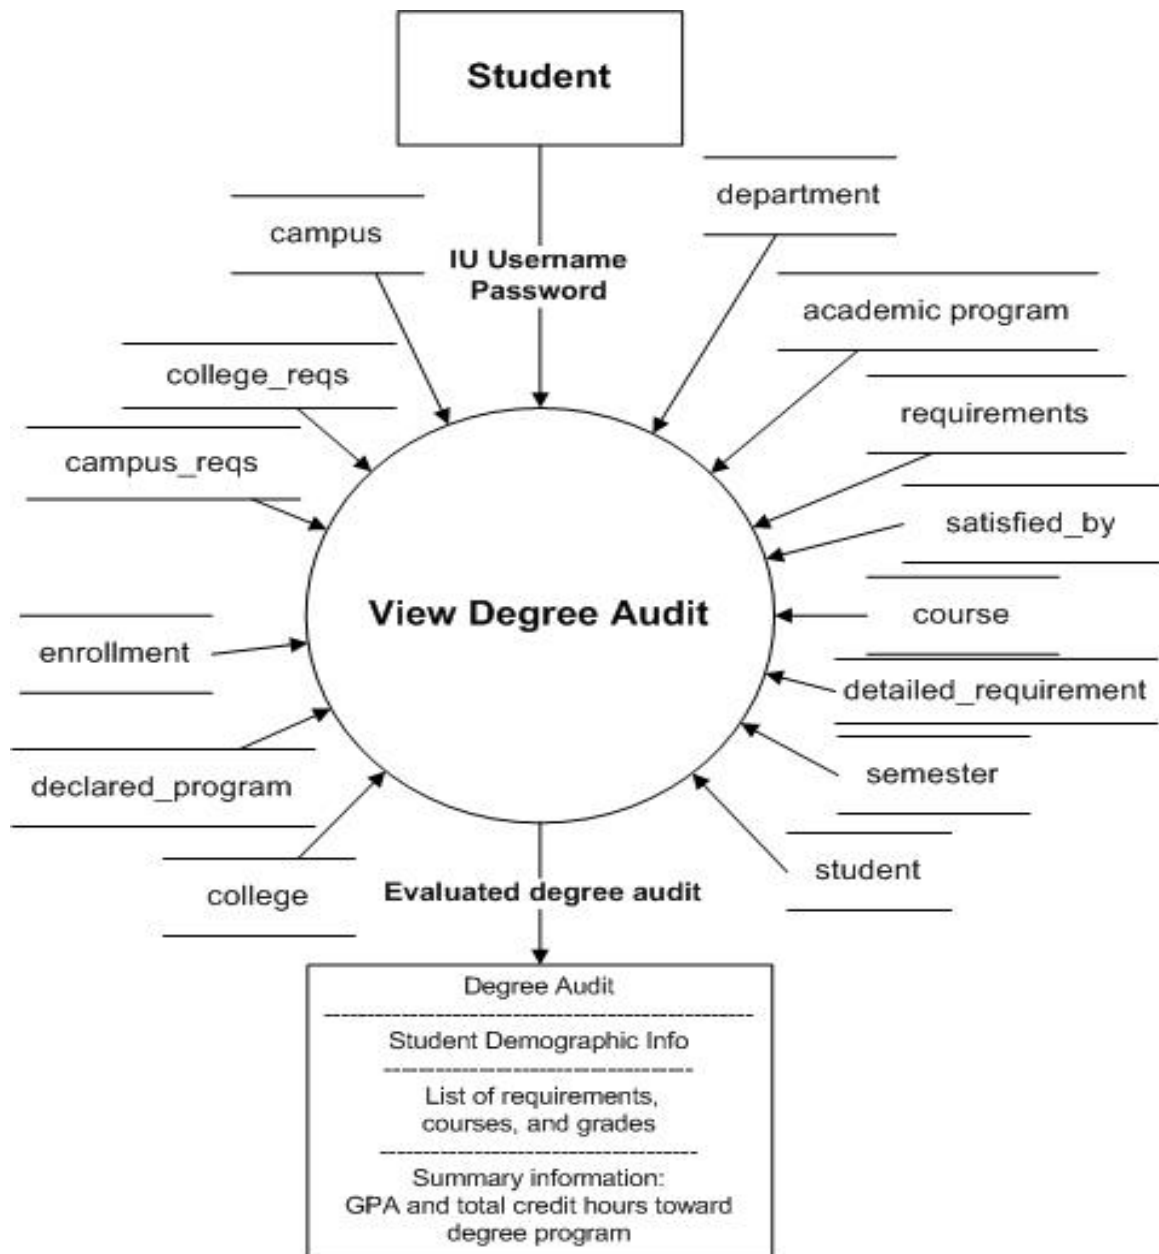 Student
department
campus
IU Username
Password
academic program
college_reqs
requirements
campus_reqs
satisfied_by
View Degree Audit
course
enrollment
detailed_requirement
semester
declared_program
student
college
Evaluated degree audit
Degree Audit
Student Demographic Info
List of requirements,
courses, and grades
Summary information:
GPA and total credit hours toward
degree program